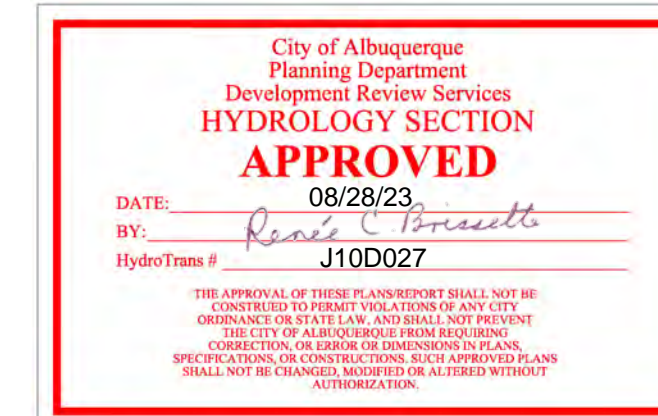 City of Albuquerque
Planning Department
Development Review Services
HYDROLOGY SECTION
APPROVED
DATE: 08/28/23
BY: Renée C. Brissette
HydroTrans # J10D027
THE APPROVAL OF THESE PLANS/REPORT SHALL NOT BE
CONSTRUED TO PERMIT VIOLATIONS OF ANY CITY
ORDINANCE OR STATE LAW, AND SHALL NOT PREVENT
THE CITY OF ALBUQUERQUE FROM REQUIRING
CORRECTION, OR ERROR OR DIMENSIONS IN PLANS,
SPECIFICATIONS, OR CONSTRUCTIONS. SUCH APPROVED PLANS
SHALL NOT BE CHANGED, MODIFIED OR ALTERED WITHOUT
AUTHORIZATION.